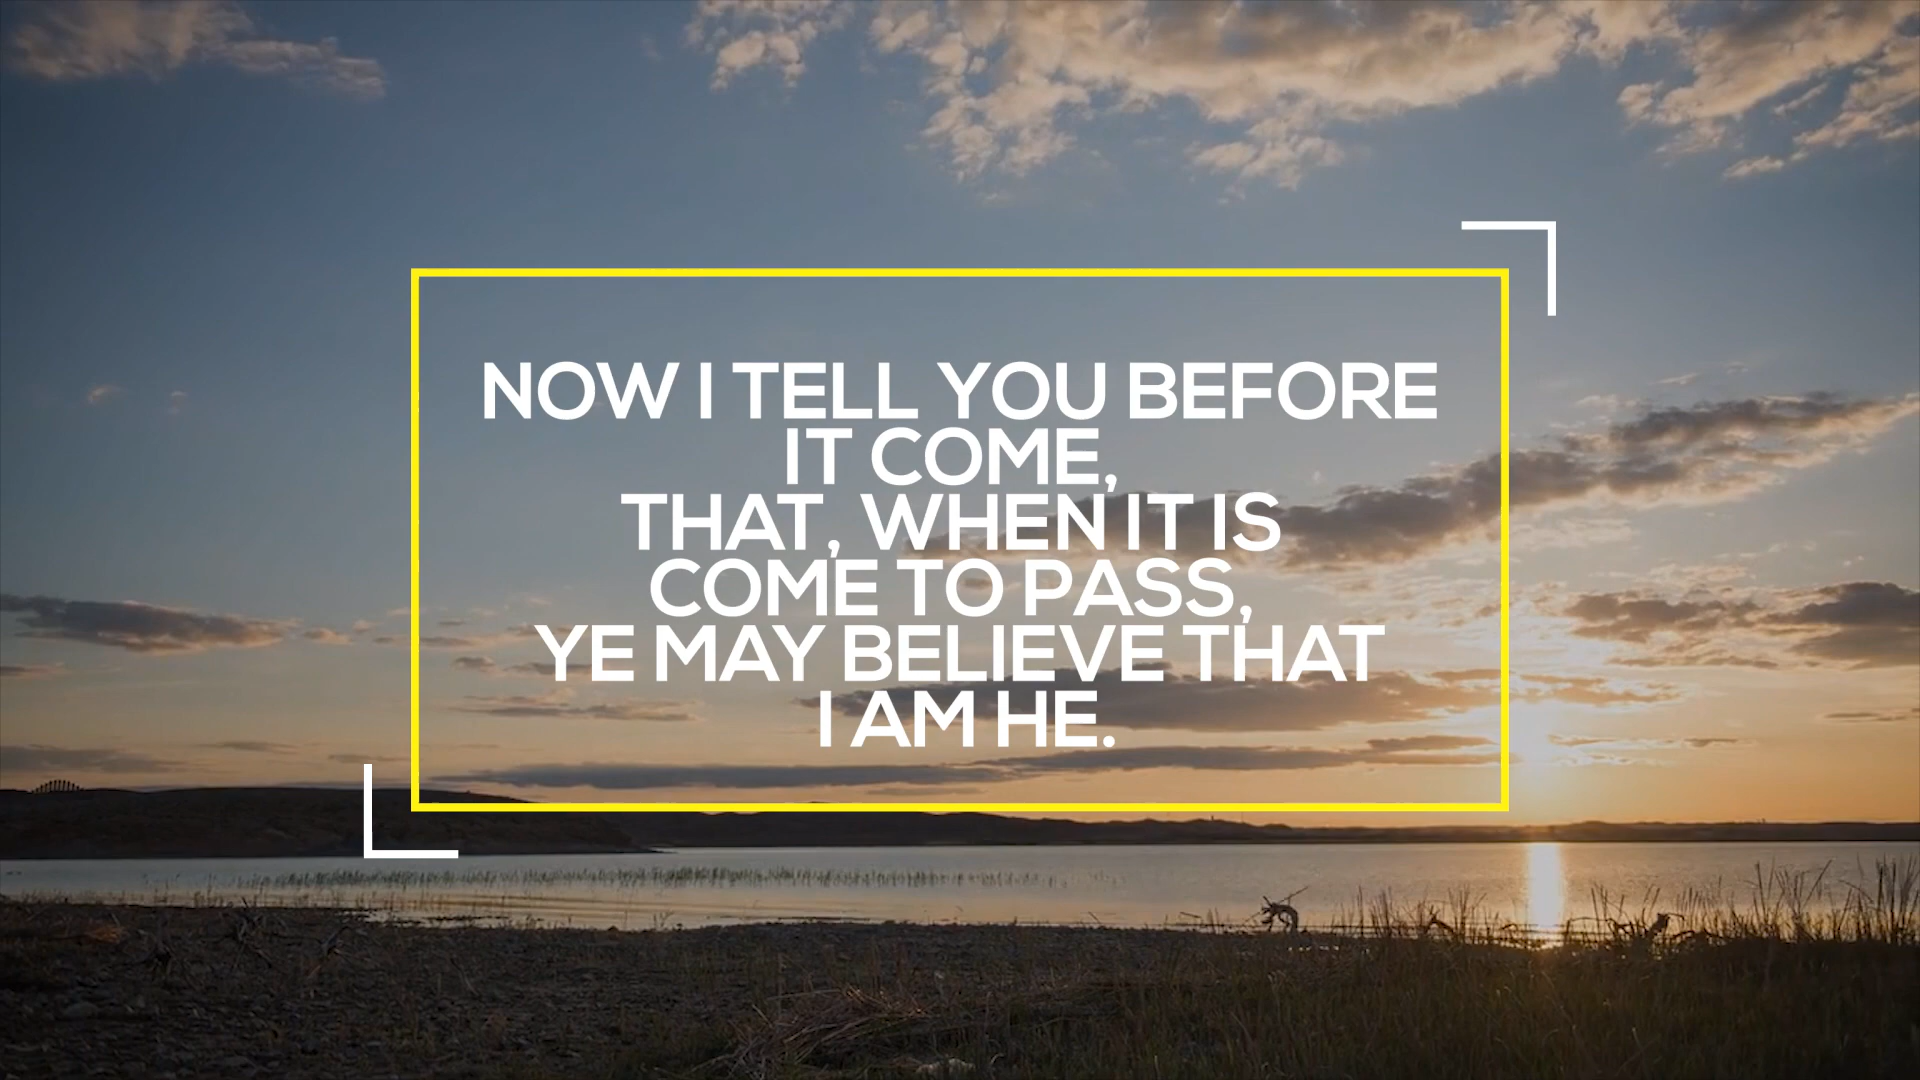 NOW I TELL YOU BEFORE
IT COME,
THAT, WHEN IT IS
COME TO PASS,
YE MAY BELIEVE THAT
I AM HE.